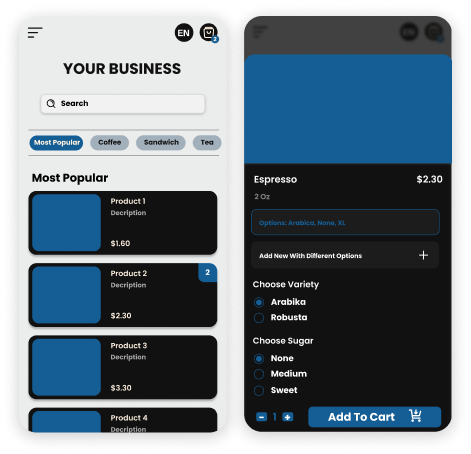 EN
2
YOUR BUSINESS
Search
Most Popular
Coffee
Sandwich
Tea
Most Popular
Product 1
Decription
$1.60
Product 2
Decription
$2.30
2
Product 3
Decription
$3.30
Product 4
Decription
EN
Espresso
$2.30
2 Oz
Options: Arabica, None, XL
Add New With Different Options
Choose Variety
Arabika
Robusta
Choose Sugar
None
Medium
Sweet
1
Add To Cart